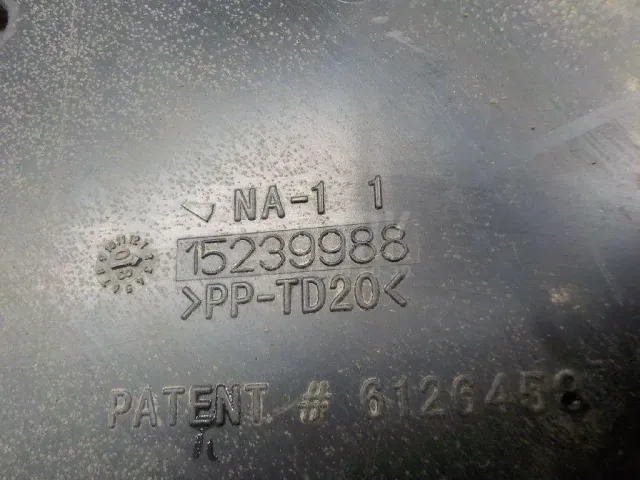 NA-1 1
15239988
>PP-TD20<
PATENT # 6126458